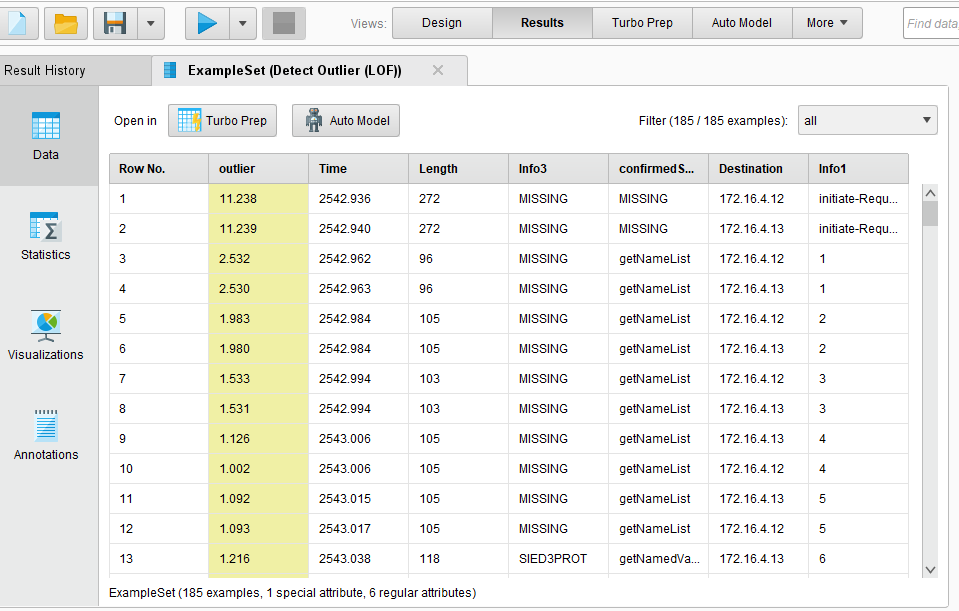 Views: Design Results Turbo Prep Auto Model More Find data,
Result History ExampleSet (Detect Outlier (LOF))
Open in Turbo Prep Auto Model Filter (185 / 185 examples): all
Data
Statistics
Visualizations
Annotations
Row No. outlier Time Length Info3 confirmedS... Destination Info1
1 11.238 2542.936 272 MISSING MISSING 172.16.4.12 initiate-Requ...
2 11.239 2542.940 272 MISSING MISSING 172.16.4.13 initiate-Requ...
3 2.532 2542.962 96 MISSING getNameList 172.16.4.12 1
4 2.530 2542.963 96 MISSING getNameList 172.16.4.13 1
5 1.983 2542.984 105 MISSING getNameList 172.16.4.12 2
6 1.980 2542.984 105 MISSING getNameList 172.16.4.13 2
7 1.533 2542.994 103 MISSING getNameList 172.16.4.12 3
8 1.531 2542.994 103 MISSING getNameList 172.16.4.13 3
9 1.126 2543.006 105 MISSING getNameList 172.16.4.13 4
10 1.002 2543.006 105 MISSING getNameList 172.16.4.12 4
11 1.092 2543.015 105 MISSING getNameList 172.16.4.13 5
12 1.093 2543.017 105 MISSING getNameList 172.16.4.12 5
13 1.216 2543.038 118 SIED3PROT getNamedVa... 172.16.4.13 6
ExampleSet (185 examples, 1 special attribute, 6 regular attributes)